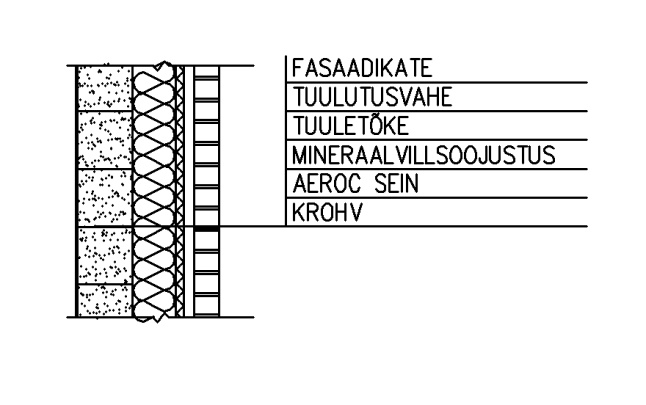 FASAADIKATE
TUULUTUSVAHE
TUULETÕKE
MINERAALVILLSOOJUSTUS
AEROC SEIN
KROHV